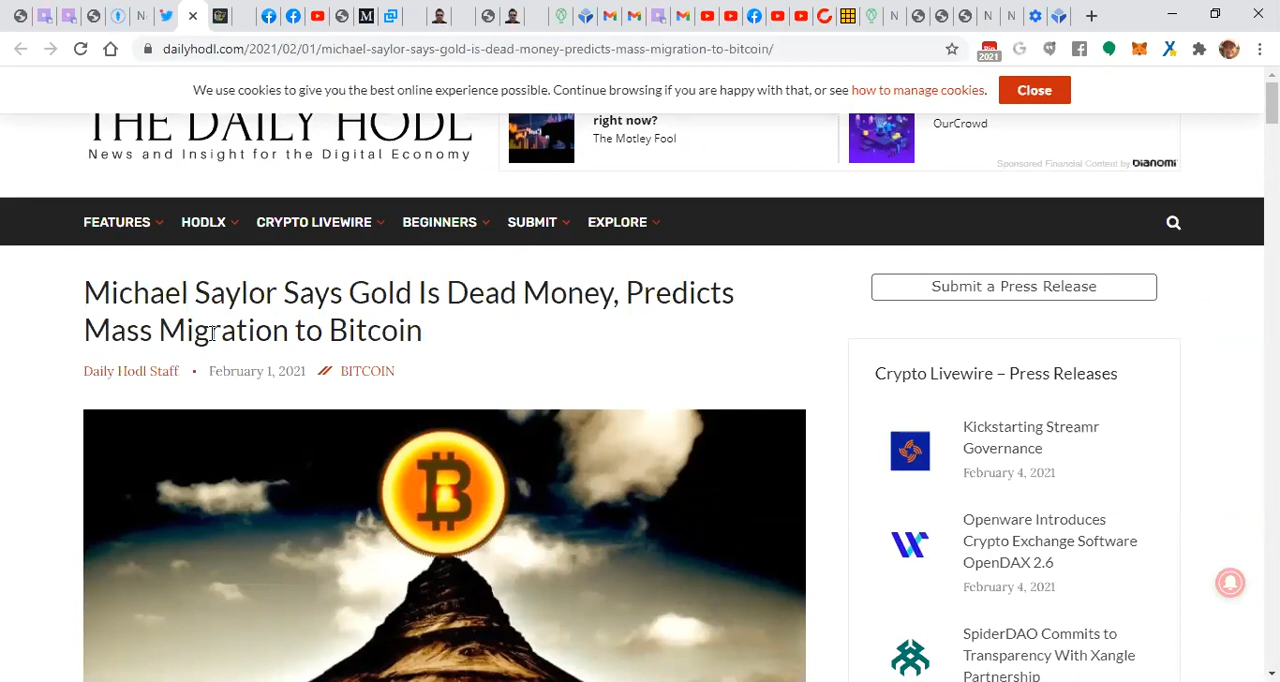 dailyhodl.com/2021/02/01/michael-saylor-says-gold-is-dead-money-predicts-mass-migration-to-bitcoin/
2021
We use cookies to give you the best online experience possible. Continue browsing if you are happy with that, or see how to manage cookies.
Close
THE DAILY HODL
News and Insight for the Digital Economy
right now?
The Motley Fool
OurCrowd
Sponsored Financial Content by bianomi
FEATURES HODLX CRYPTO LIVEWIRE BEGINNERS SUBMIT EXPLORE
Michael Saylor Says Gold Is Dead Money, Predicts
Mass Migration to Bitcoin
Daily Hodl Staff • February 1, 2021 BITCOIN
Submit a Press Release
Crypto Livewire – Press Releases
Kickstarting Streamr
Governance
February 4, 2021
Openware Introduces
Crypto Exchange Software
OpenDAX 2.6
February 4, 2021
SpiderDAO Commits to
Transparency With Xangle
Partnership